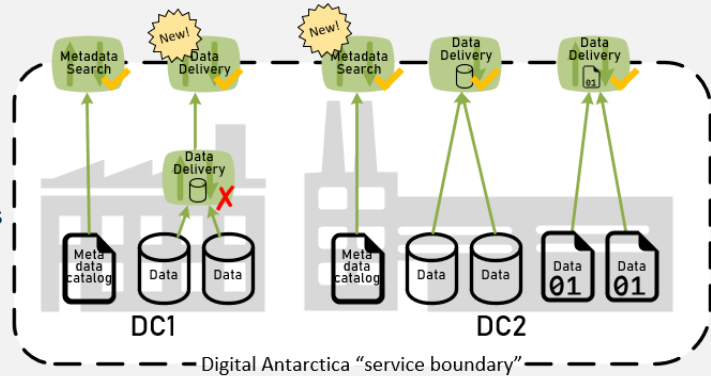 New!
New!
Metadata
Search
Data
Delivery
Metadata
Search
Data
Delivery
Data
Delivery
01
Data
Delivery
s
Meta
data
catalog
Data
Data
Meta
data
catalog
Data
Data
Data
01
Data
01
DC1
DC2
Digital Antarctica “service boundary”